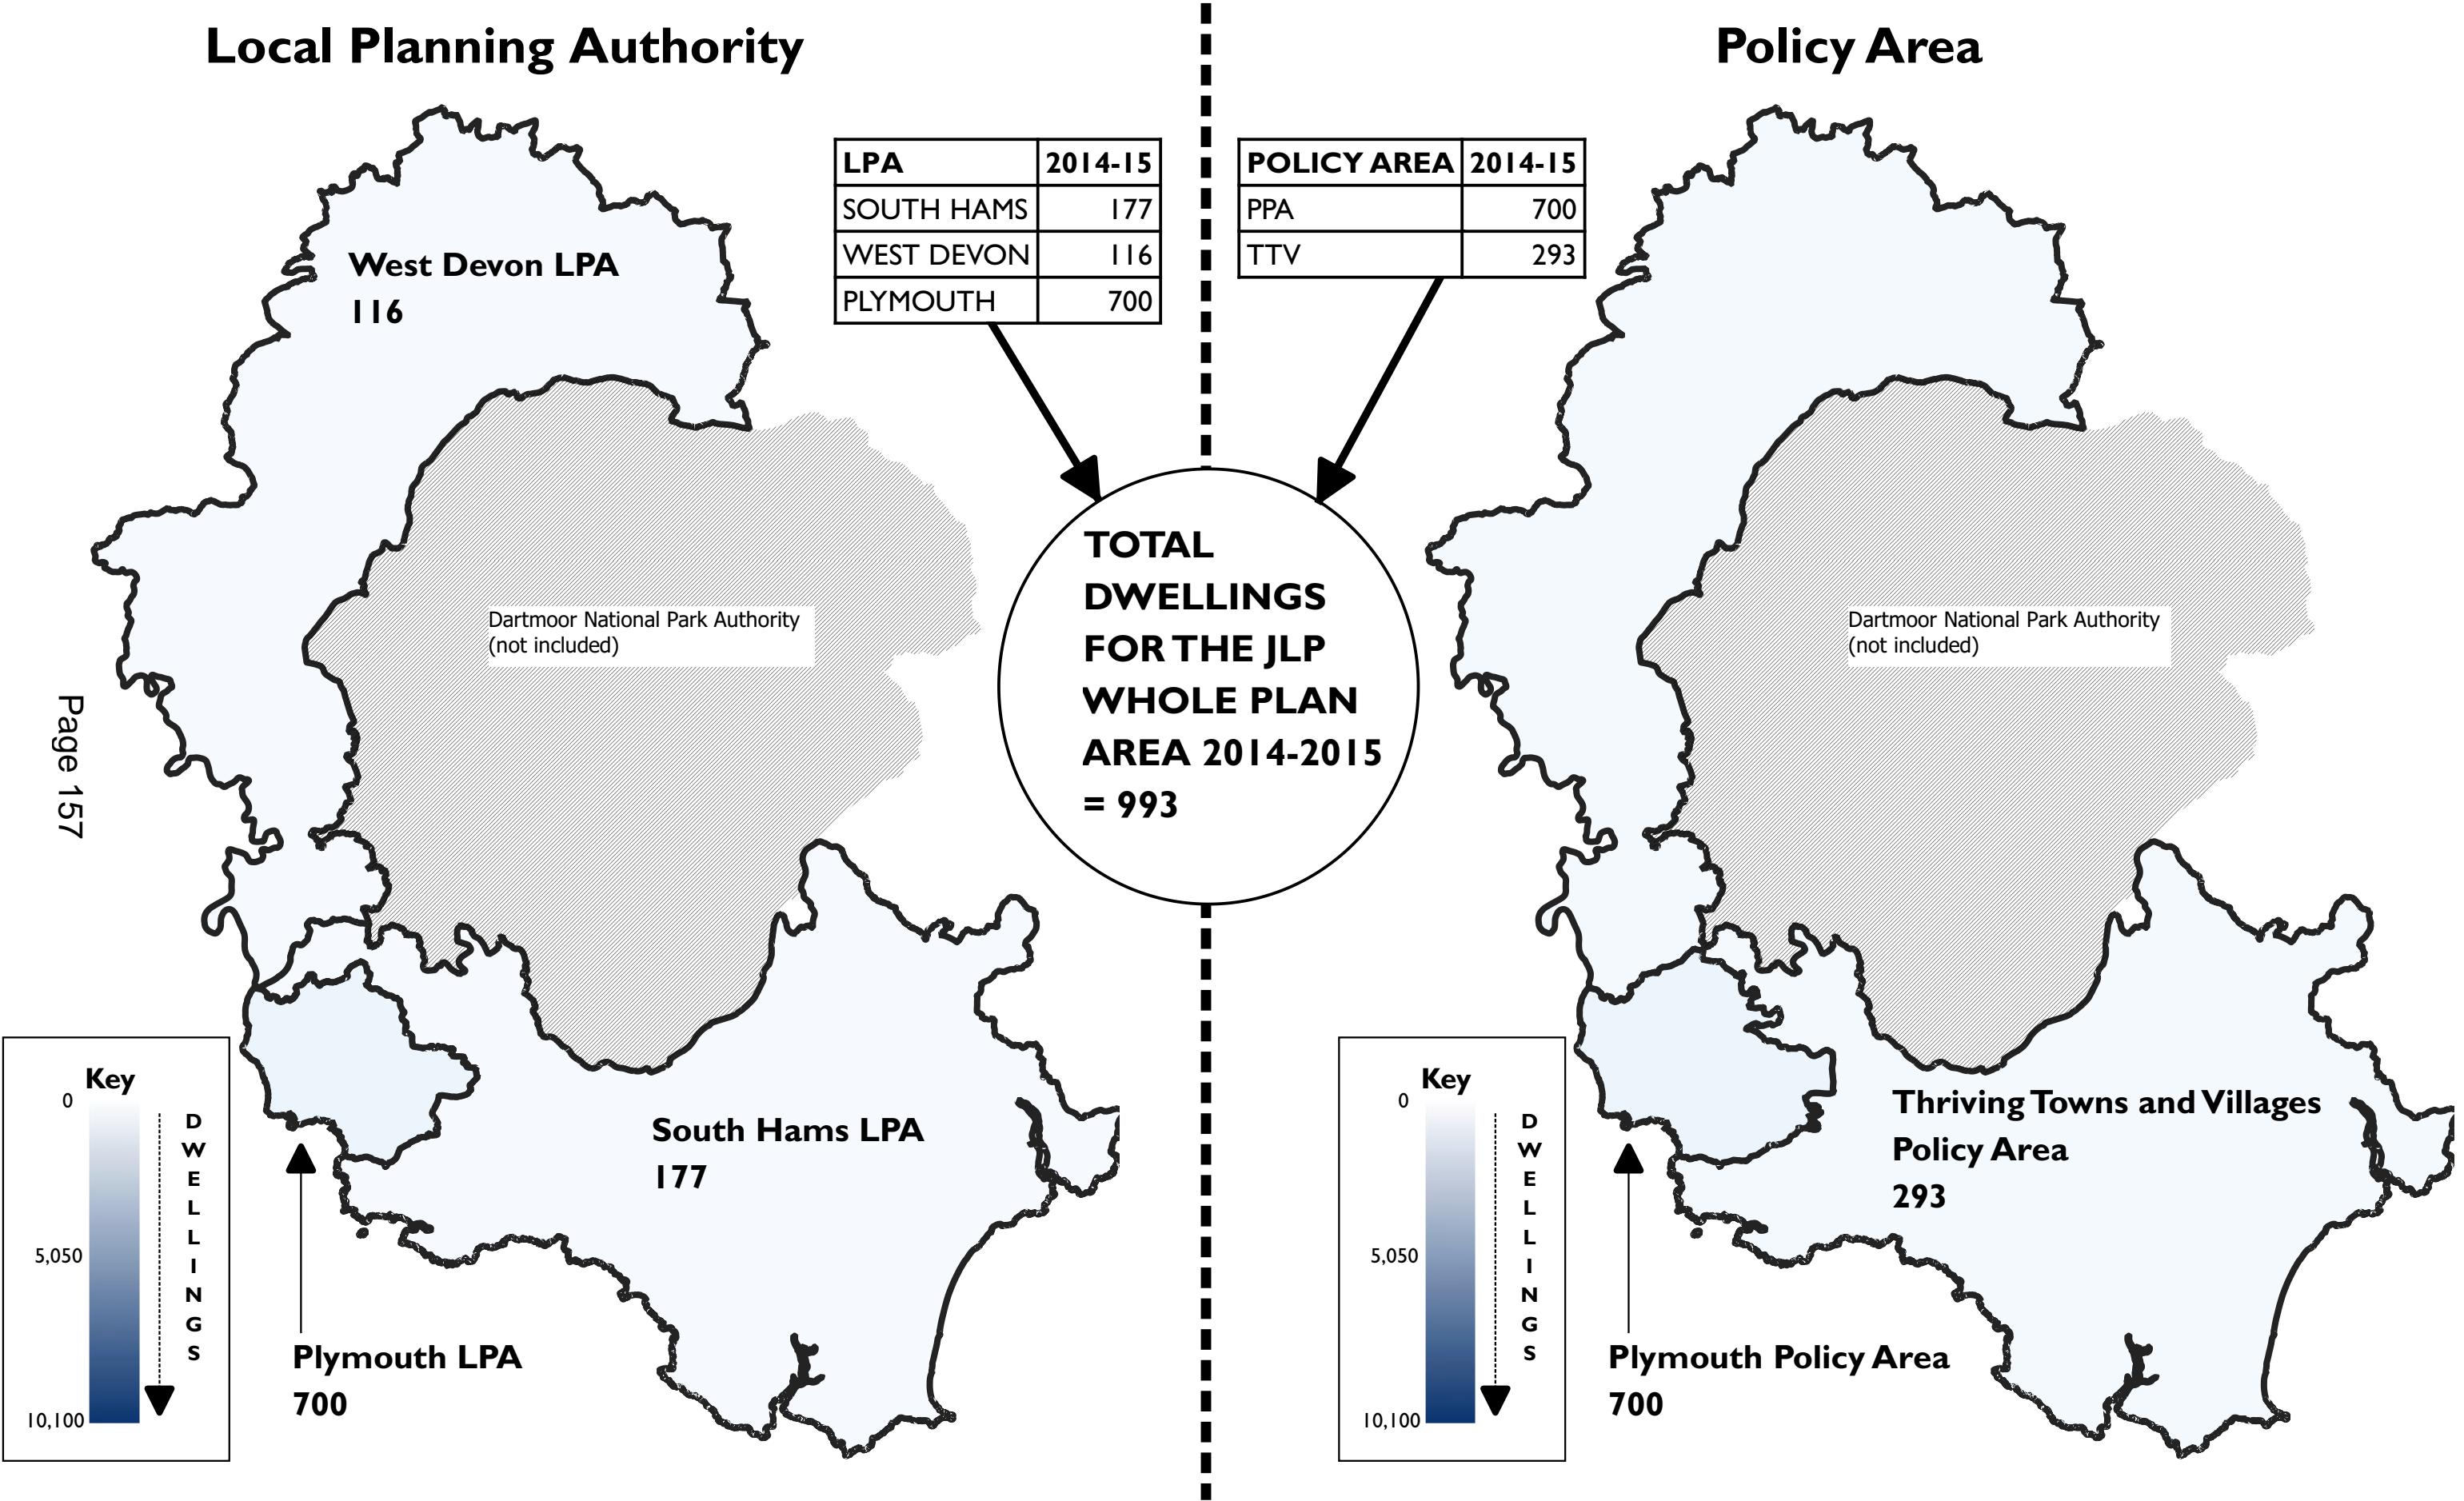 Local Planning Authority
LPA 2014-15
SOUTH HAMS 177
WEST DEVON 116
PLYMOUTH 700
West Devon LPA
116
Dartmoor National Park Authority
(not included)
Page 157
South Hams LPA
177
Plymouth LPA
700
Key
0
5,050
10,100
DWELLINGS
TOTAL
DWELLINGS
FOR THE JLP
WHOLE PLAN
AREA 2014-2015
= 993
Policy Area
POLICY AREA 2014-15
PPA 700
TTV 293
Dartmoor National Park Authority
(not included)
Thriving Towns and Villages
Policy Area
293
Plymouth Policy Area
700
Key
0
5,050
10,100
DWELLINGS